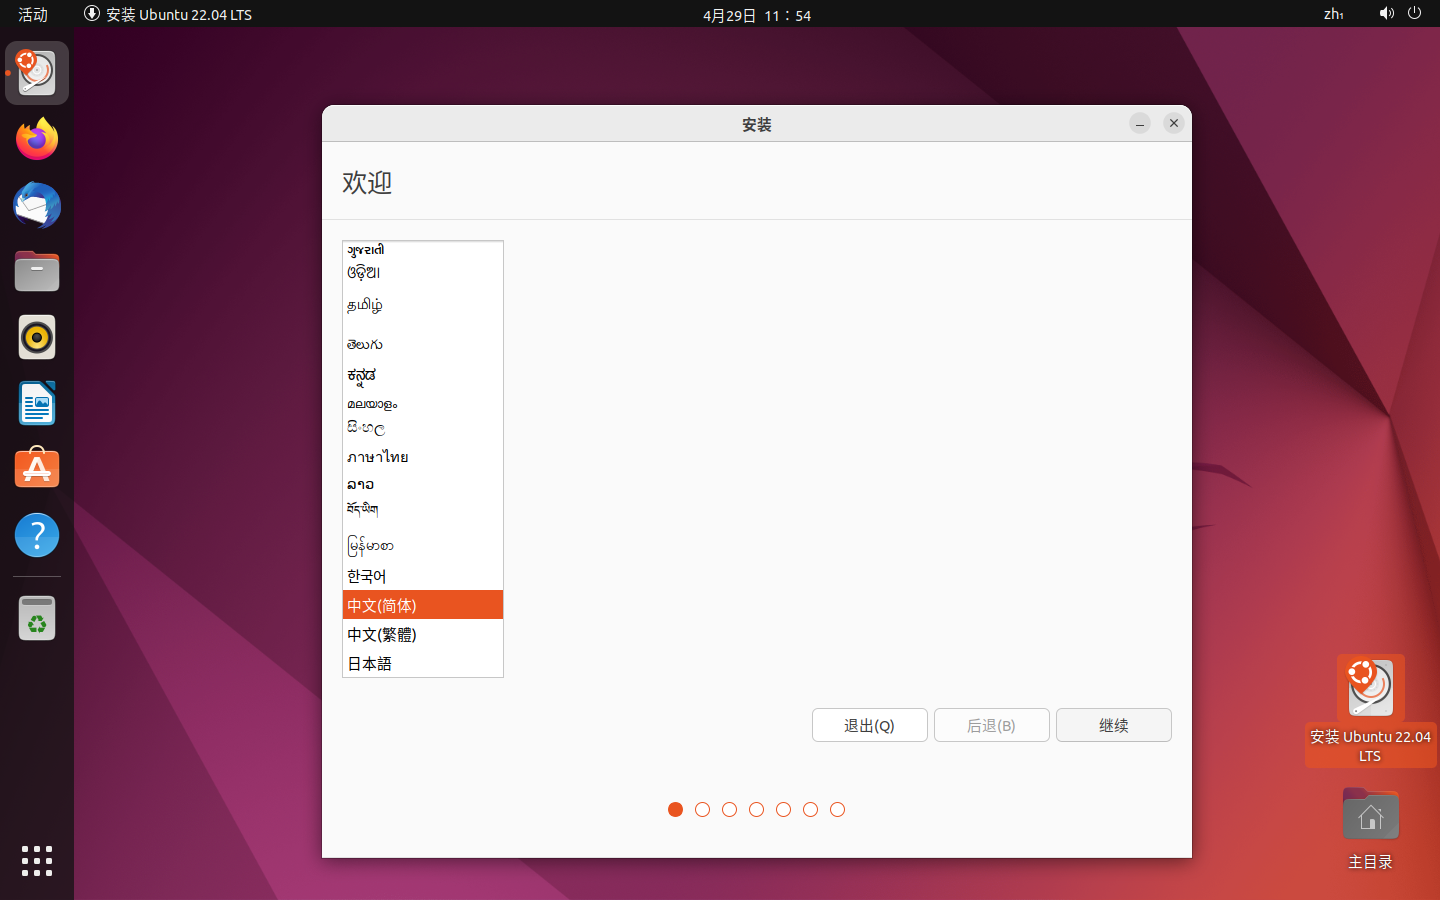 活动
安装 Ubuntu 22.04 LTS
4月29日 11：54
zh₁
安装
欢迎
ગુજરાતી
ଓଡ଼ିଆ
தமிழ்
తెలుగు
ಕನ್ನಡ
മലയാളം
සිංහල
ภาษาไทย
ລາວ
བོད་ཡིག
မြန်မာစာ
한국어
中文(简体)
中文(繁體)
日本語
退出(Q)
后退(B)
继续
安装 Ubuntu 22.04
LTS
主目录